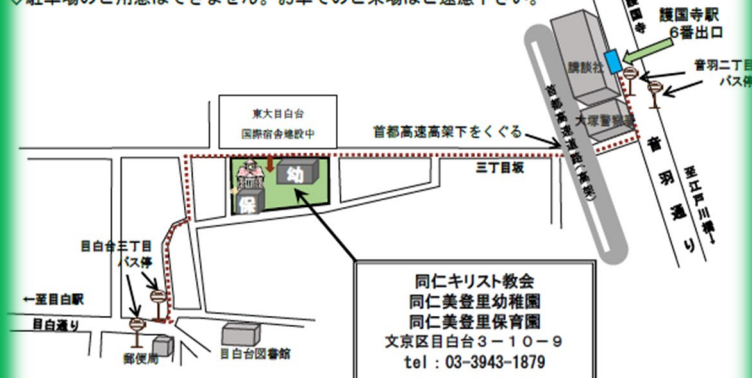 ◇駐車場のご用意はできません。お車でのご来場はご遠慮下さい。
護国寺
護国寺駅
6番出口
講談社
音羽二丁目
バス停
大塚警察署
東大目白台
国際宿舎建設中
首都高速高架下をくぐる
首都高速道路(高架)
音羽通り
至江戸川橋→
三丁目坂
幼
保
目白台三丁目
バス停
←至目白駅
目白通り
郵便局
目白台図書館
同仁キリスト教会
同仁美登里幼稚園
同仁美登里保育園
文京区目白台3-10-9
tel:03-3943-1879